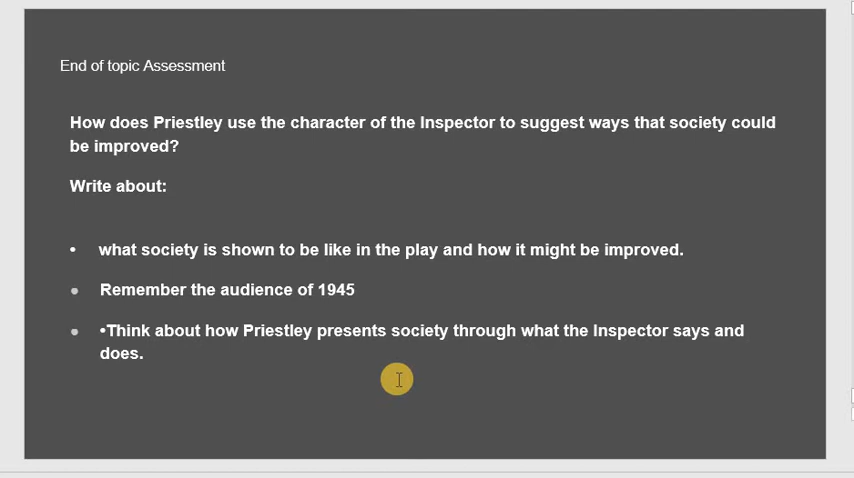 End of topic Assessment
How does Priestley use the character of the Inspector to suggest ways that society could
be improved?
Write about:
• what society is shown to be like in the play and how it might be improved.
● Remember the audience of 1945
● •Think about how Priestley presents society through what the Inspector says and
does.